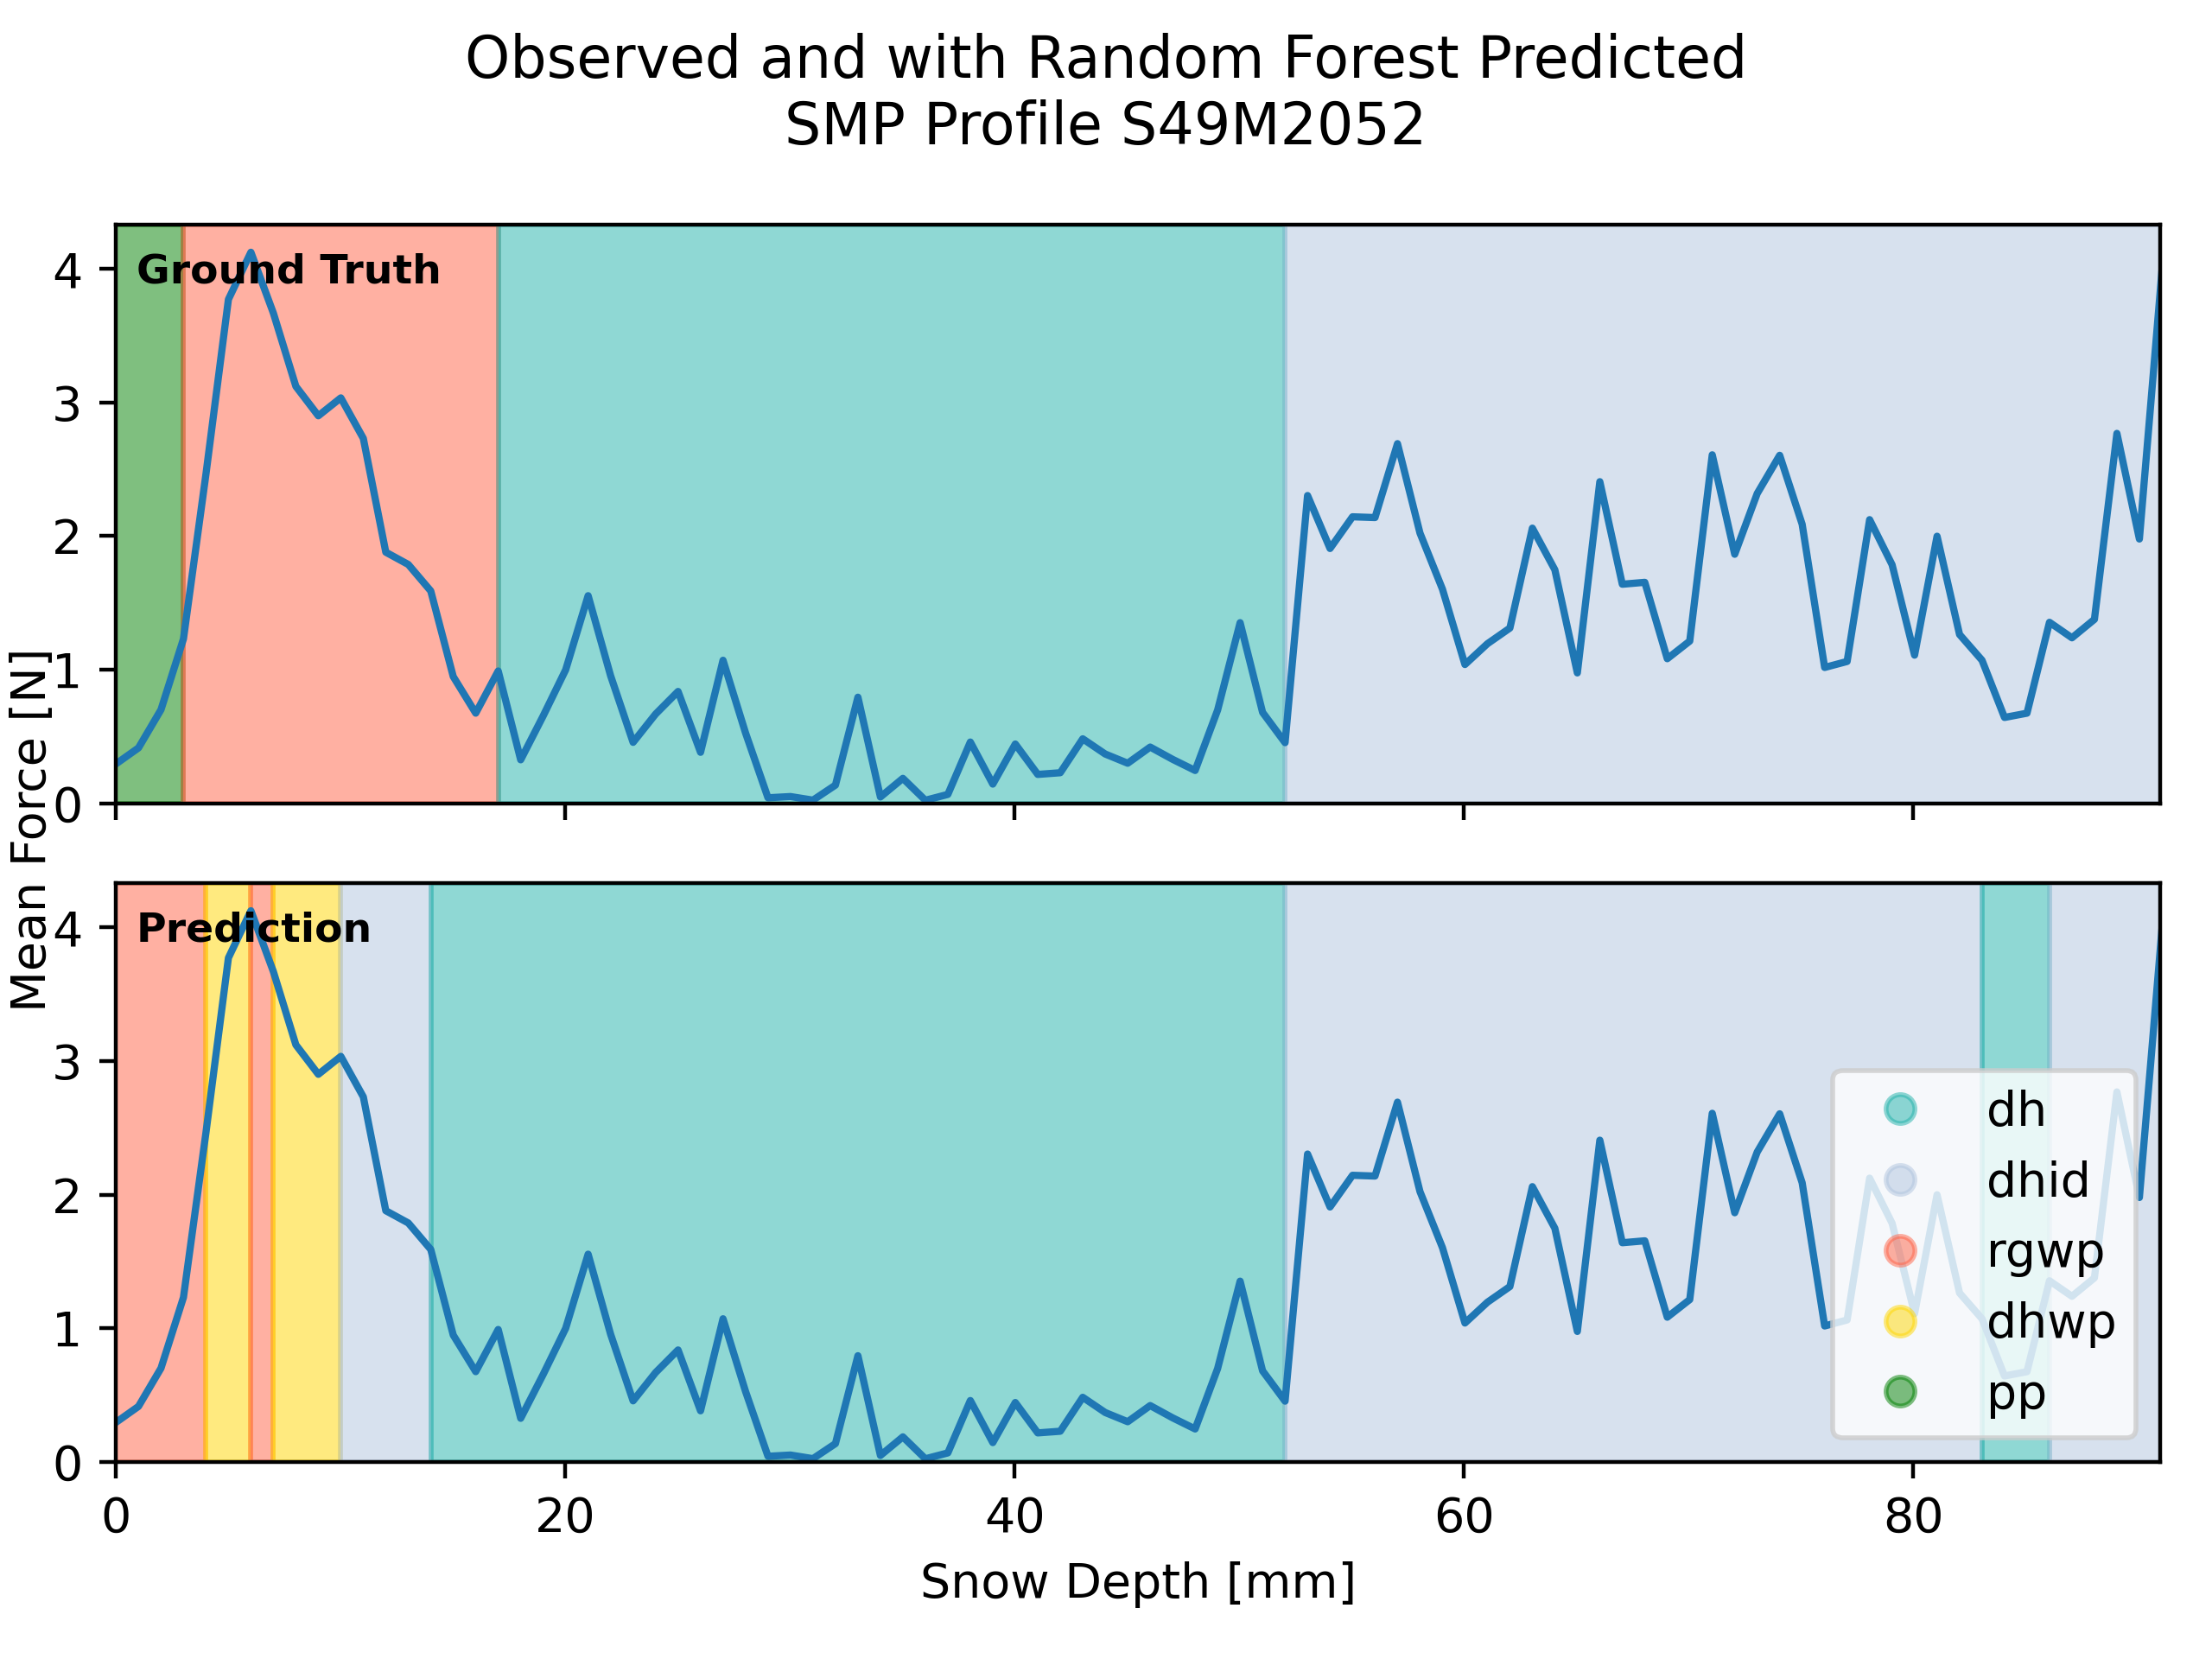 Observed and with Random Forest Predicted
SMP Profile S49M2052
Mean Force [N]
4
3
2
1
0
Ground Truth
4
3
2
1
0
Prediction
dh
dhid
rgwp
dhwp
pp
0 20 40 60 80
Snow Depth [mm]